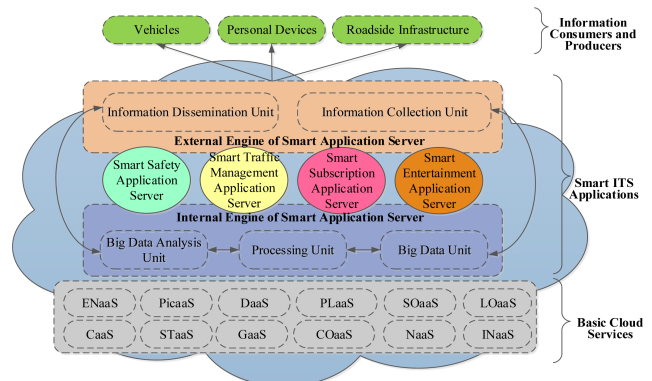 Vehicles
Personal Devices
Roadside Infrastructure
Information
Consumers and
Producers
Information Dissemination Unit
Information Collection Unit
External Engine of Smart Application Server
Smart Safety
Application
Server
Smart Traffic
Management
Application
Server
Smart
Subscription
Application
Server
Smart
Entertainment
Application
Server
Smart ITS
Applications
Internal Engine of Smart Application Server
Big Data Analysis
Unit
Processing Unit
Big Data Unit
ENaaS
PicaaS
DaaS
PLaaS
SOaaS
LOaaS
CaaS
STaaS
GaaS
COaaS
NaaS
INaaS
Basic Cloud
Services